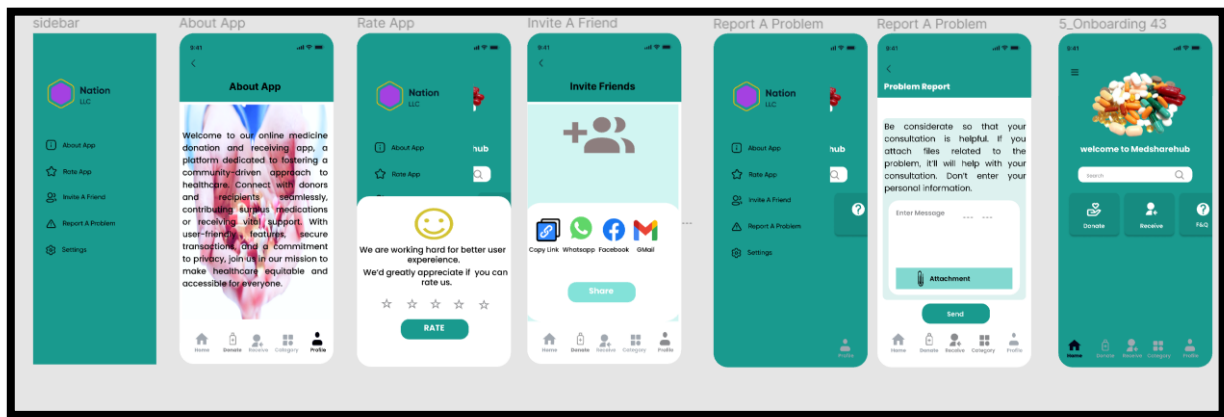 sidebar
Nation
LLC
About App
Rate App
Invite A Friend
Report A Problem
Settings
About App
9:41
About App
Welcome to our online medicine
donation and receiving app, a
platform dedicated to fostering a
community-driven approach to
healthcare. Connect with donors
and recipients seamlessly,
contributing surplus medications
or receiving vital support. With
user-friendly features, secure
transactions, and a commitment
to privacy, join us in our mission to
make healthcare equitable and
accessible for everyone.
Home Donate Receive Category Profile
Rate App
Nation
LLC
About App
hub
Rate App
We are working hard for better user
expereience.
We'd greatly appreciate if you can
rate us.
RATE
Invite A Friend
9:41
Invite Friends
Copy Link Whatsapp Facebook GMail
Share
Home Donate Receive Category Profile
Report A Problem
Nation
LLC
About App
hub
Rate App
Invite A Friend
Report A Problem
Settings
Profile
Report A Problem
9:41
Problem Report
Be considerate so that your
consultation is helpful. If you
attach files related to the
problem, it'll will help with your
consultation. Don't enter your
personal information.
Enter Message
Attachment
Send
Home Donate Receive Category Profile
5_Onboarding 43
9:41
welcome to Medsharehub
Search
Donate Receive F&Q
Home Donate Receive Category Profile